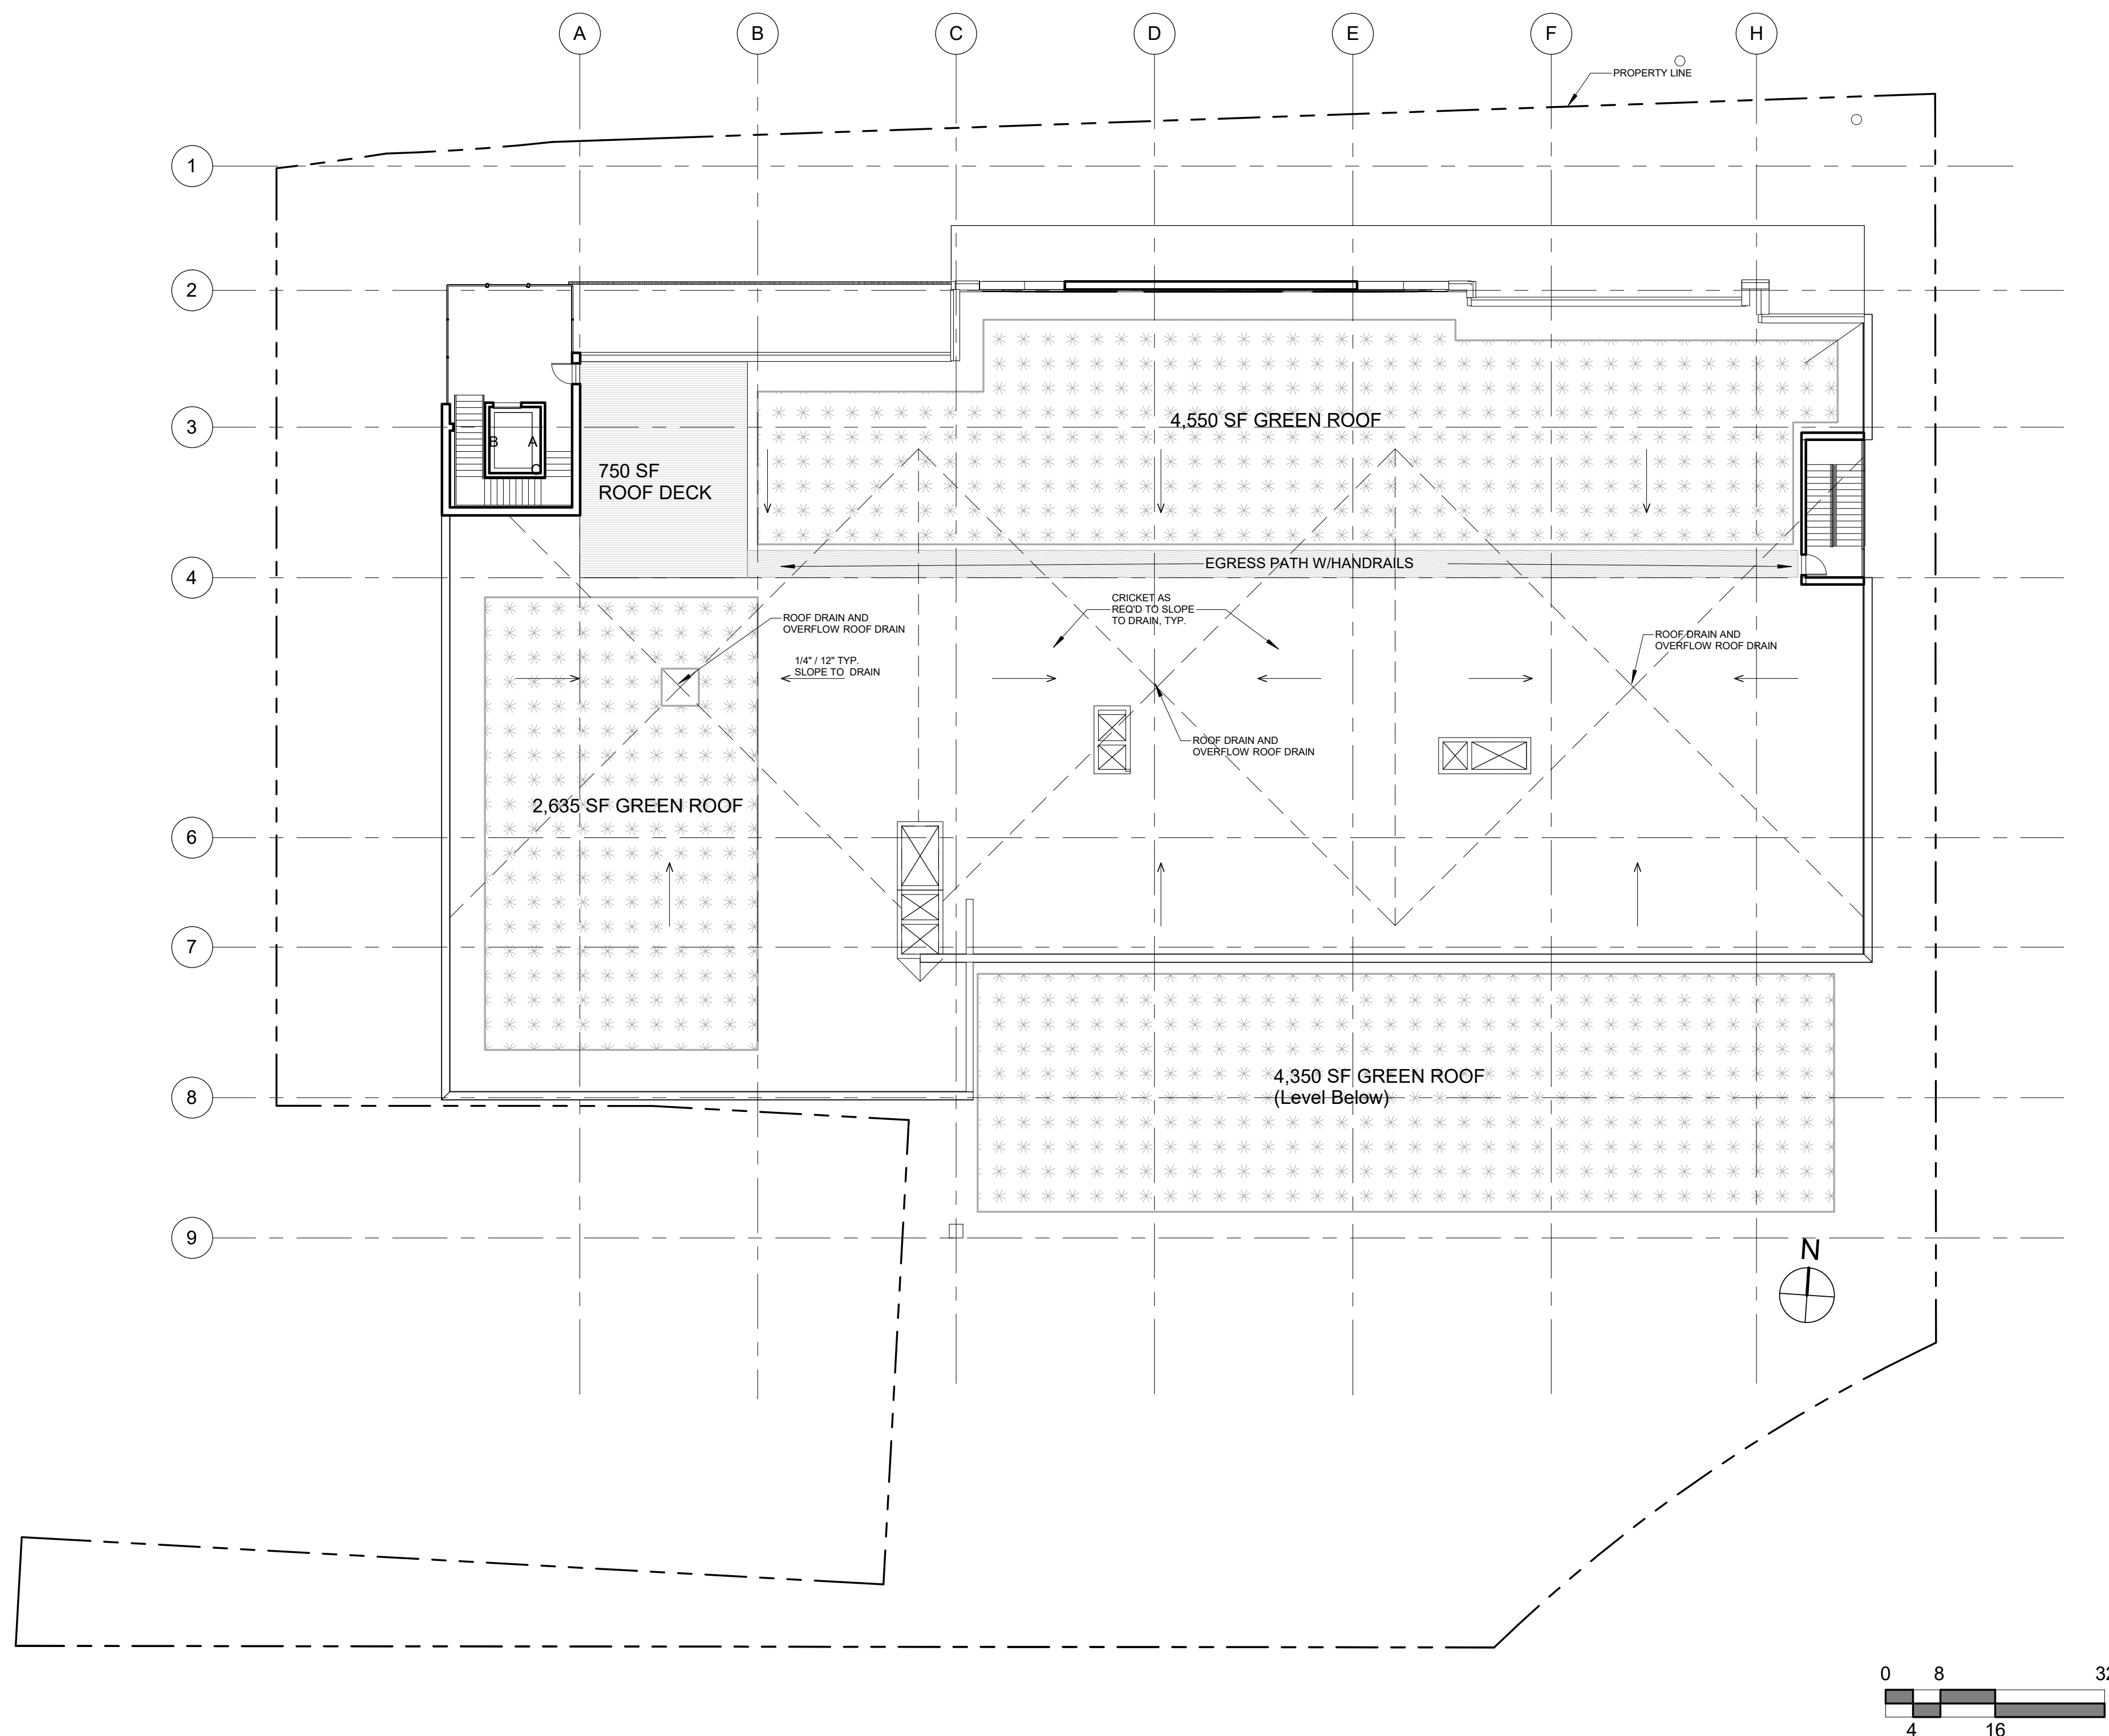 A
B
C
D
E
F
H
PROPERTY LINE
1
2
3
4,550 SF GREEN ROOF
B
A
750 SF
ROOF DECK
4
EGRESS PATH W/HANDRAILS
CRICKET AS
REQ'D TO SLOPE
TO DRAIN, TYP.
ROOF DRAIN AND
OVERFLOW ROOF DRAIN
ROOF DRAIN AND
OVERFLOW ROOF DRAIN
1/4" / 12" TYP.
SLOPE TO DRAIN
ROOF DRAIN AND
OVERFLOW ROOF DRAIN
2,635 SF GREEN ROOF
6
7
4,350 SF GREEN ROOF
(Level Below)
8
9
N
0
8
32
4
16